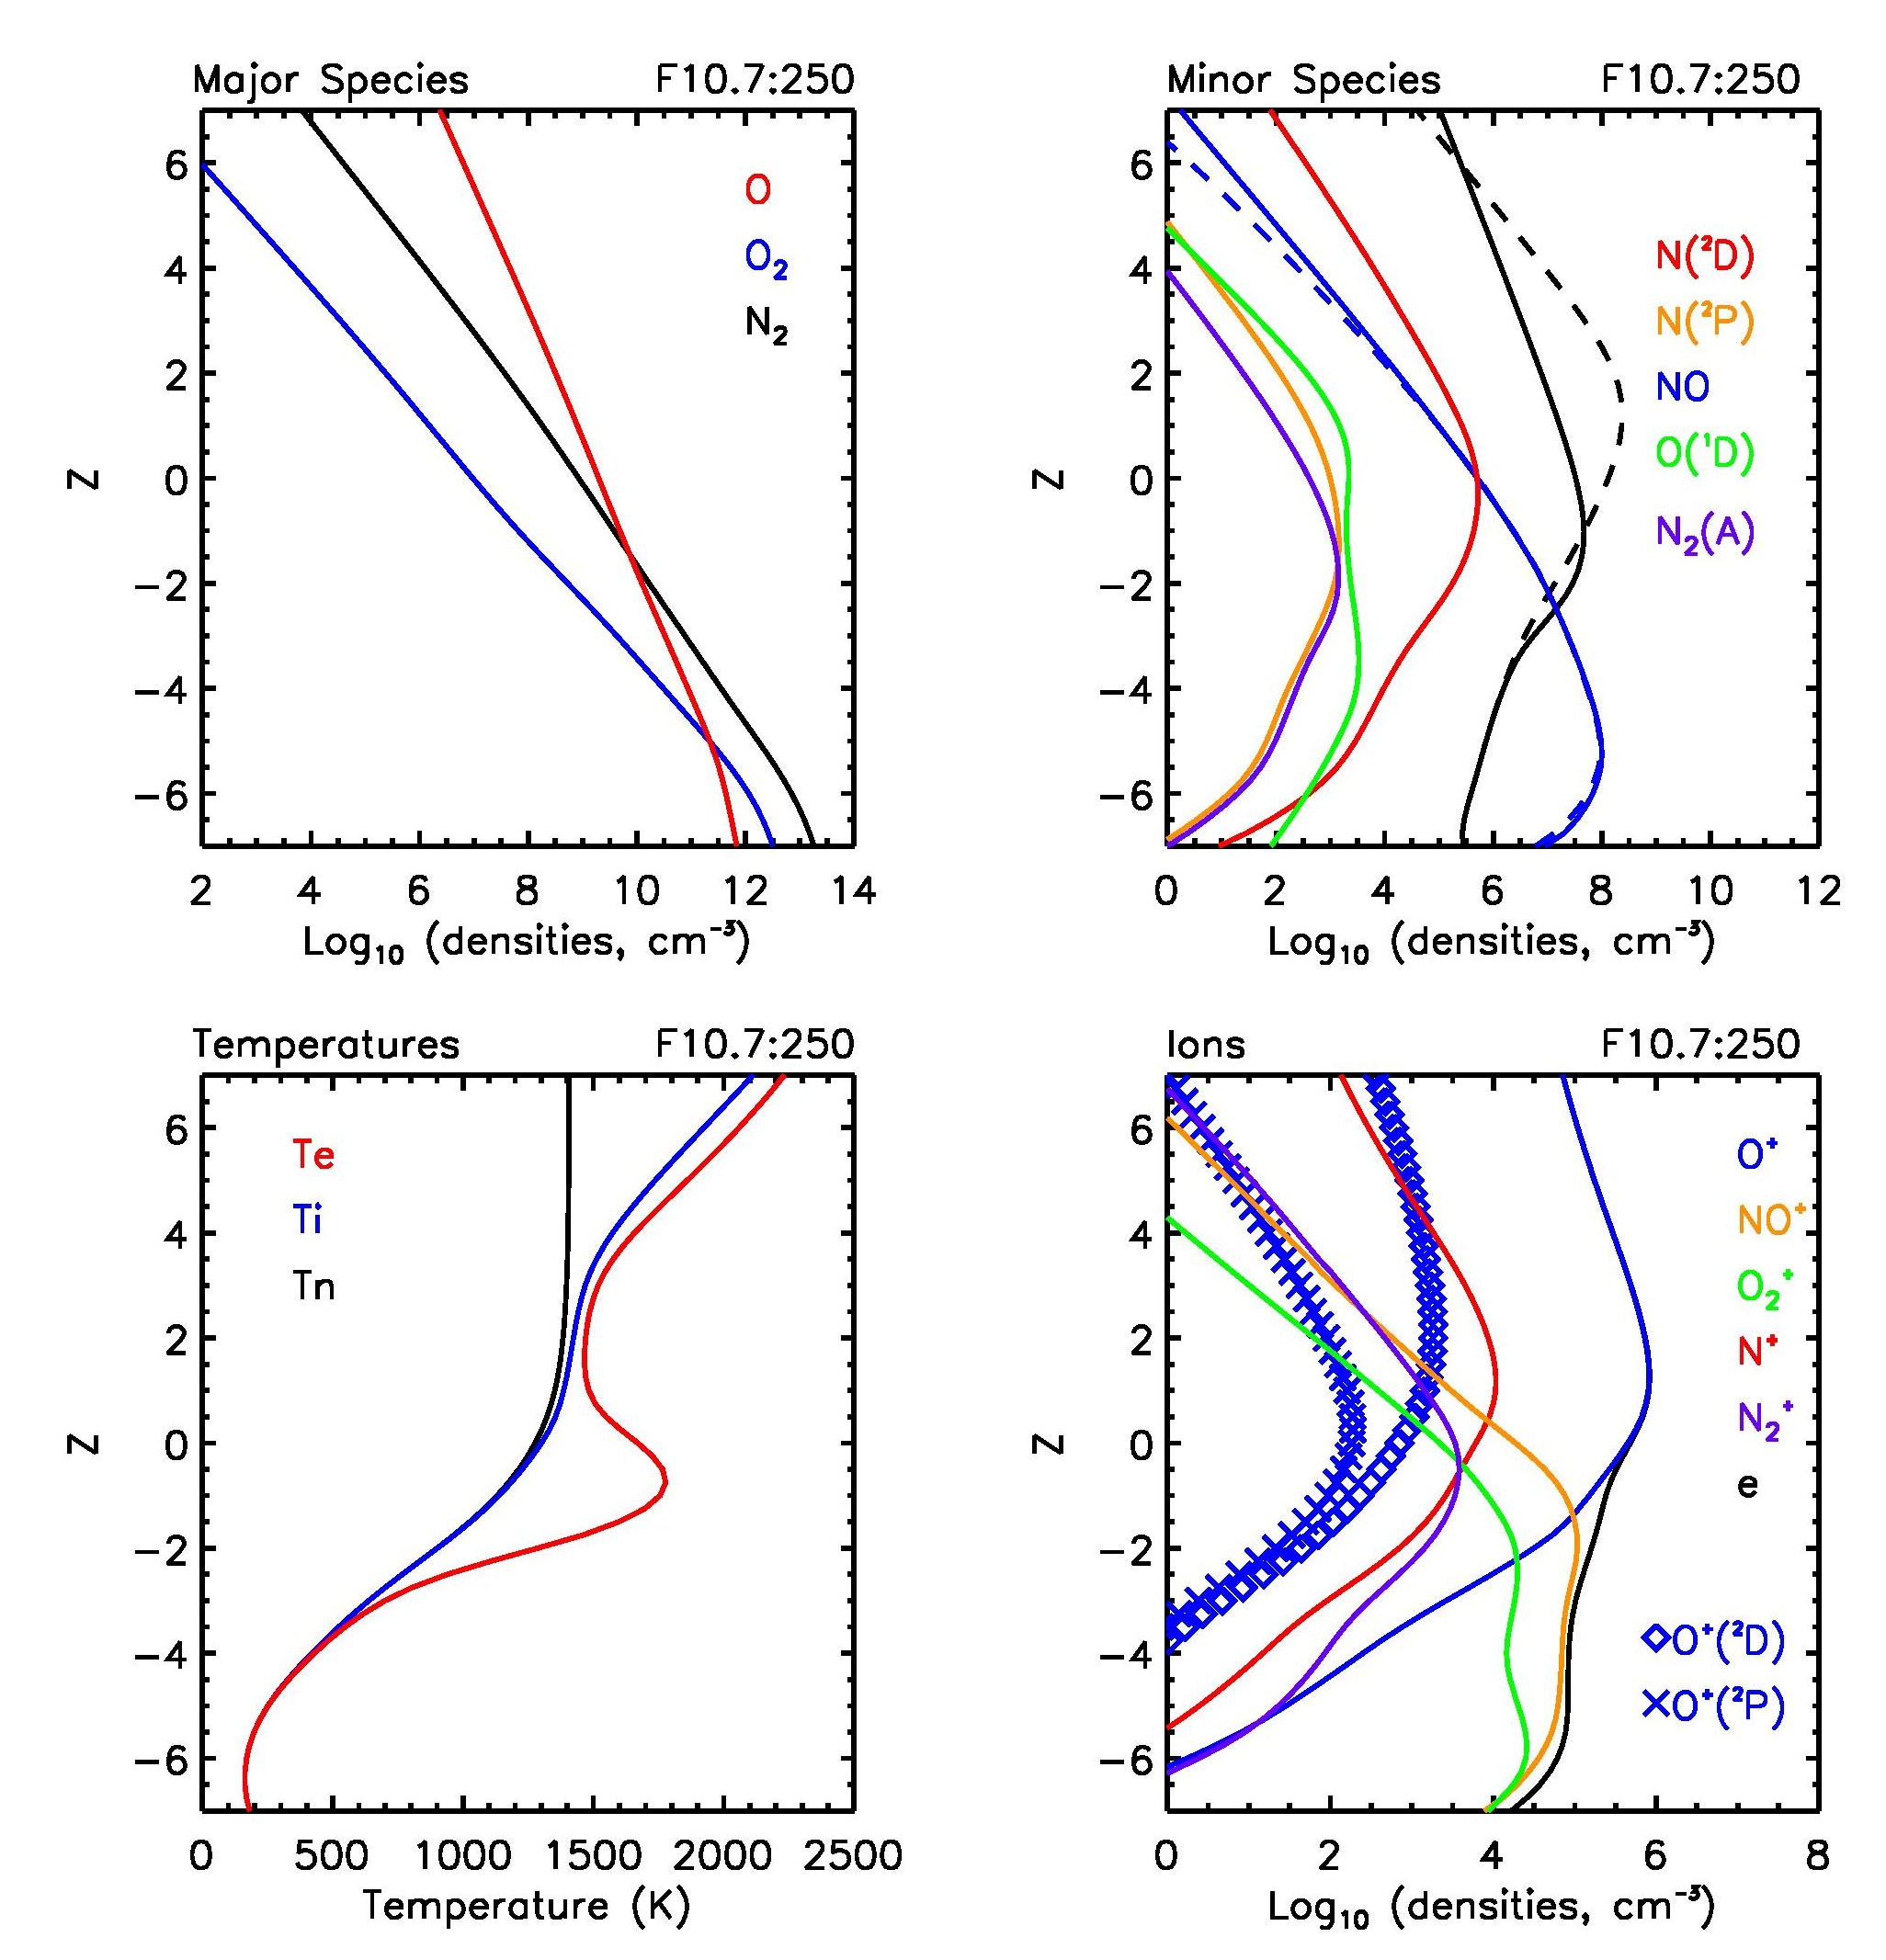 Major Species F10.7:250
6
4
2
0
−2
−4
−6
Z
O
O₂
N₂
2 4 6 8 10 12 14
Log₁₀ (densities, cm⁻³)
Minor Species F10.7:250
6
4
2
0
−2
−4
−6
Z
N(²D)
N(²P)
NO
O(¹D)
N₂(A)
0 2 4 6 8 10 12
Log₁₀ (densities, cm⁻³)
Temperatures F10.7:250
6
4
2
0
−2
−4
−6
Z
Te
Ti
Tn
0 500 1000 1500 2000 2500
Temperature (K)
Ions F10.7:250
6
4
2
0
−2
−4
−6
Z
O⁺
NO⁺
O₂⁺
N⁺
N₂⁺
e
O⁺(²D)
O⁺(²P)
0 2 4 6 8
Log₁₀ (densities, cm⁻³)